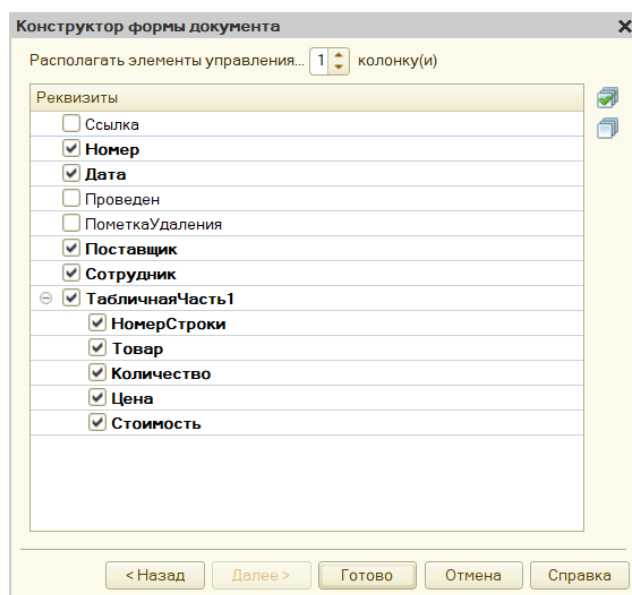 Конструктор формы документа
Располагать элементы управления... 1 колонку(и)
Реквизиты
Ссылка
Номер
Дата
Проведен
ПометкаУдаления
Поставщик
Сотрудник
ТабличнаяЧасть1
НомерСтроки
Товар
Количество
Цена
Стоимость
< Назад Далее > Готово Отмена Справка